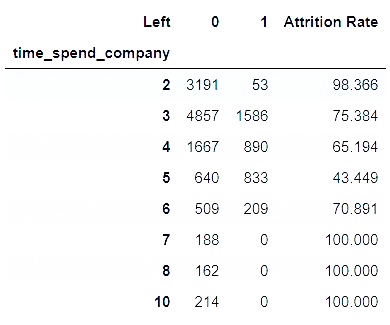 Left 0 1 Attrition Rate
time_spend_company
2 3191 53 98.366
3 4857 1586 75.384
4 1667 890 65.194
5 640 833 43.449
6 509 209 70.891
7 188 0 100.000
8 162 0 100.000
10 214 0 100.000